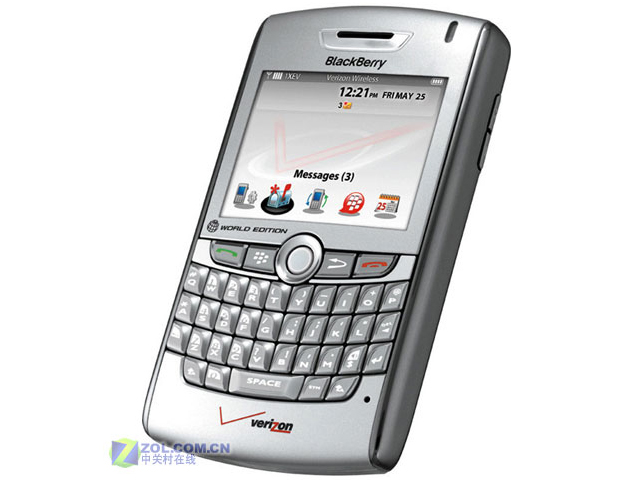 BlackBerry
1XEV
Verizon Wireless
12:21PM FRI MAY 25
3
Messages (3)
25
WORLD EDITION
Q W E R T Y U I O P
A S D F G H J K L
Z X C V B N M $
SPACE
SYM
verizon
ZOL.COM.CN
中关村在线